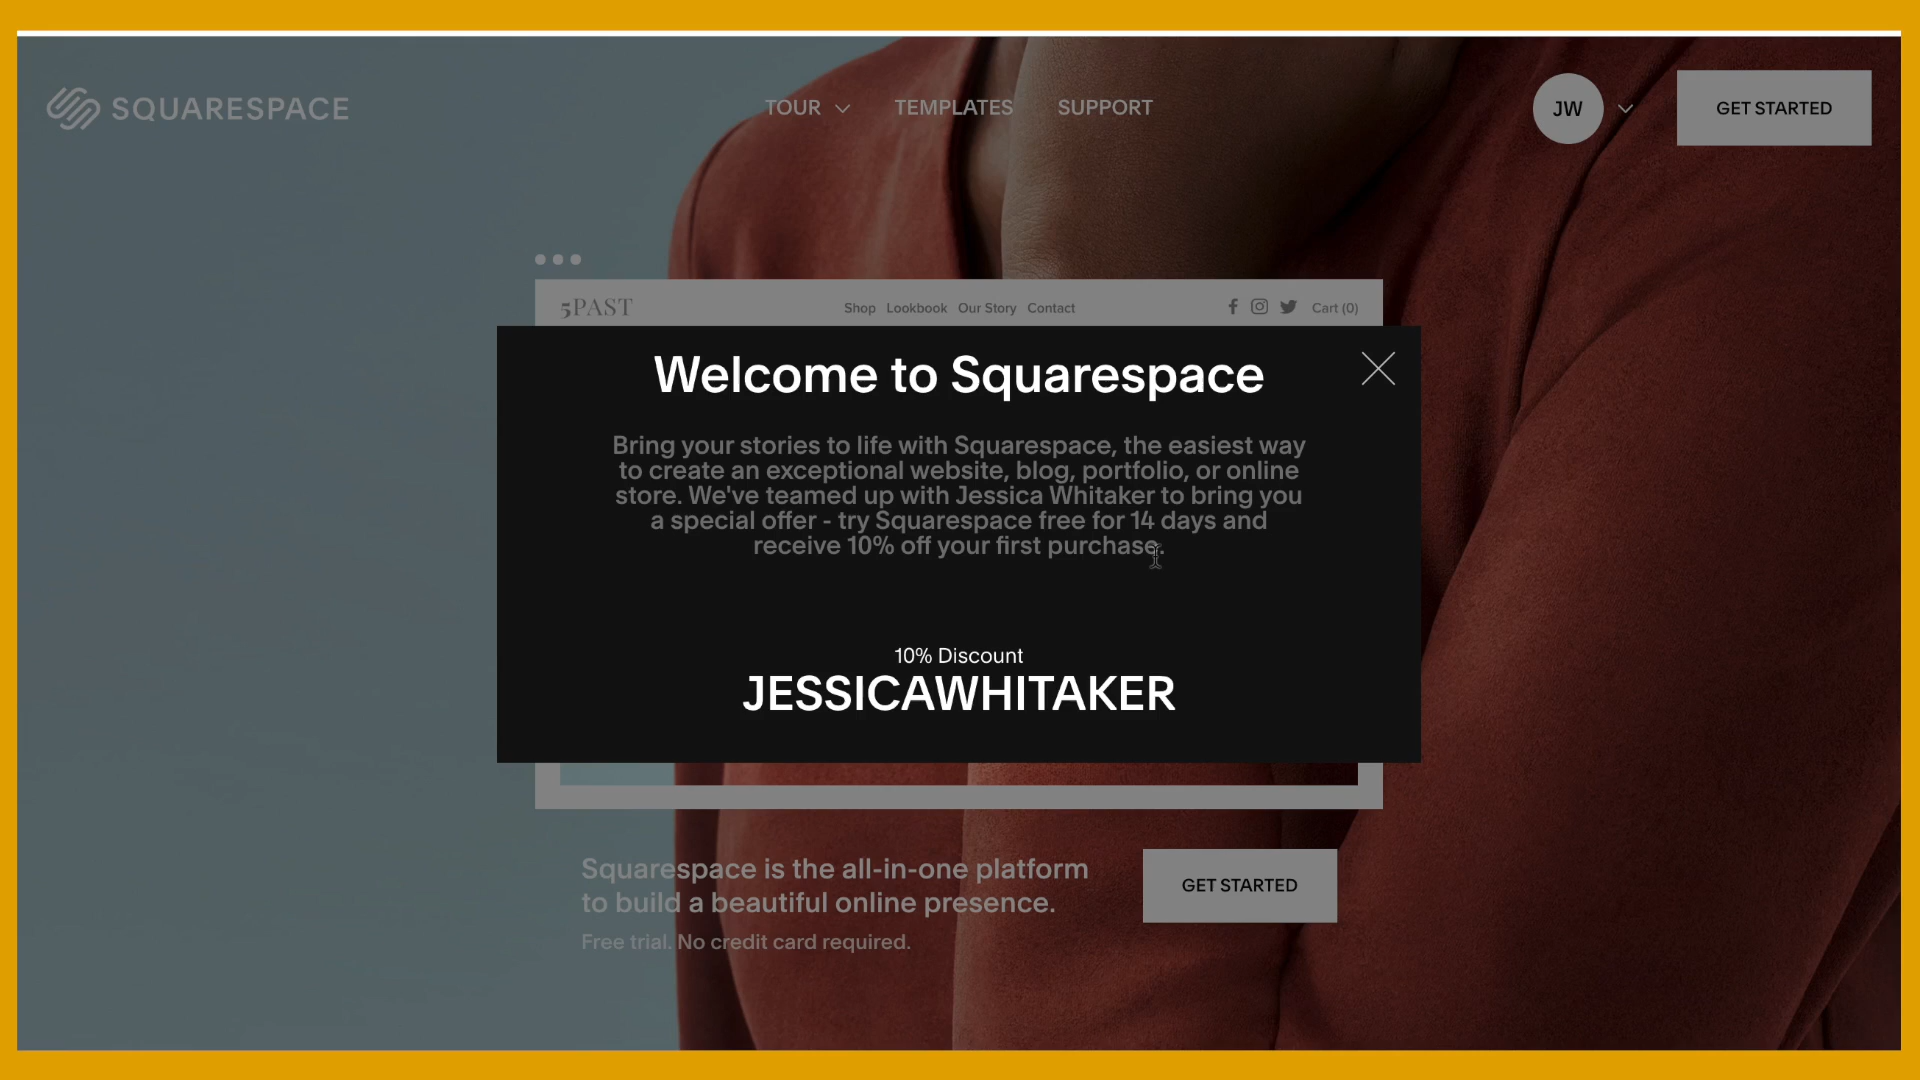 SQUARESPACE
TOUR TEMPLATES SUPPORT
JW
GET STARTED
5PAST
Shop Lookbook Our Story Contact
Cart (0)
Welcome to Squarespace
Bring your stories to life with Squarespace, the easiest way
to create an exceptional website, blog, portfolio, or online
store. We've teamed up with Jessica Whitaker to bring you
a special offer - try Squarespace free for 14 days and
receive 10% off your first purchase.
10% Discount
JESSICAWHITAKER
Squarespace is the all-in-one platform
to build a beautiful online presence.
Free trial. No credit card required.
GET STARTED